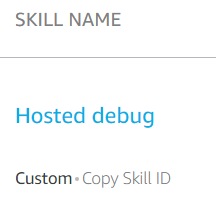 SKILL NAME
Hosted debug
Custom • Copy Skill ID